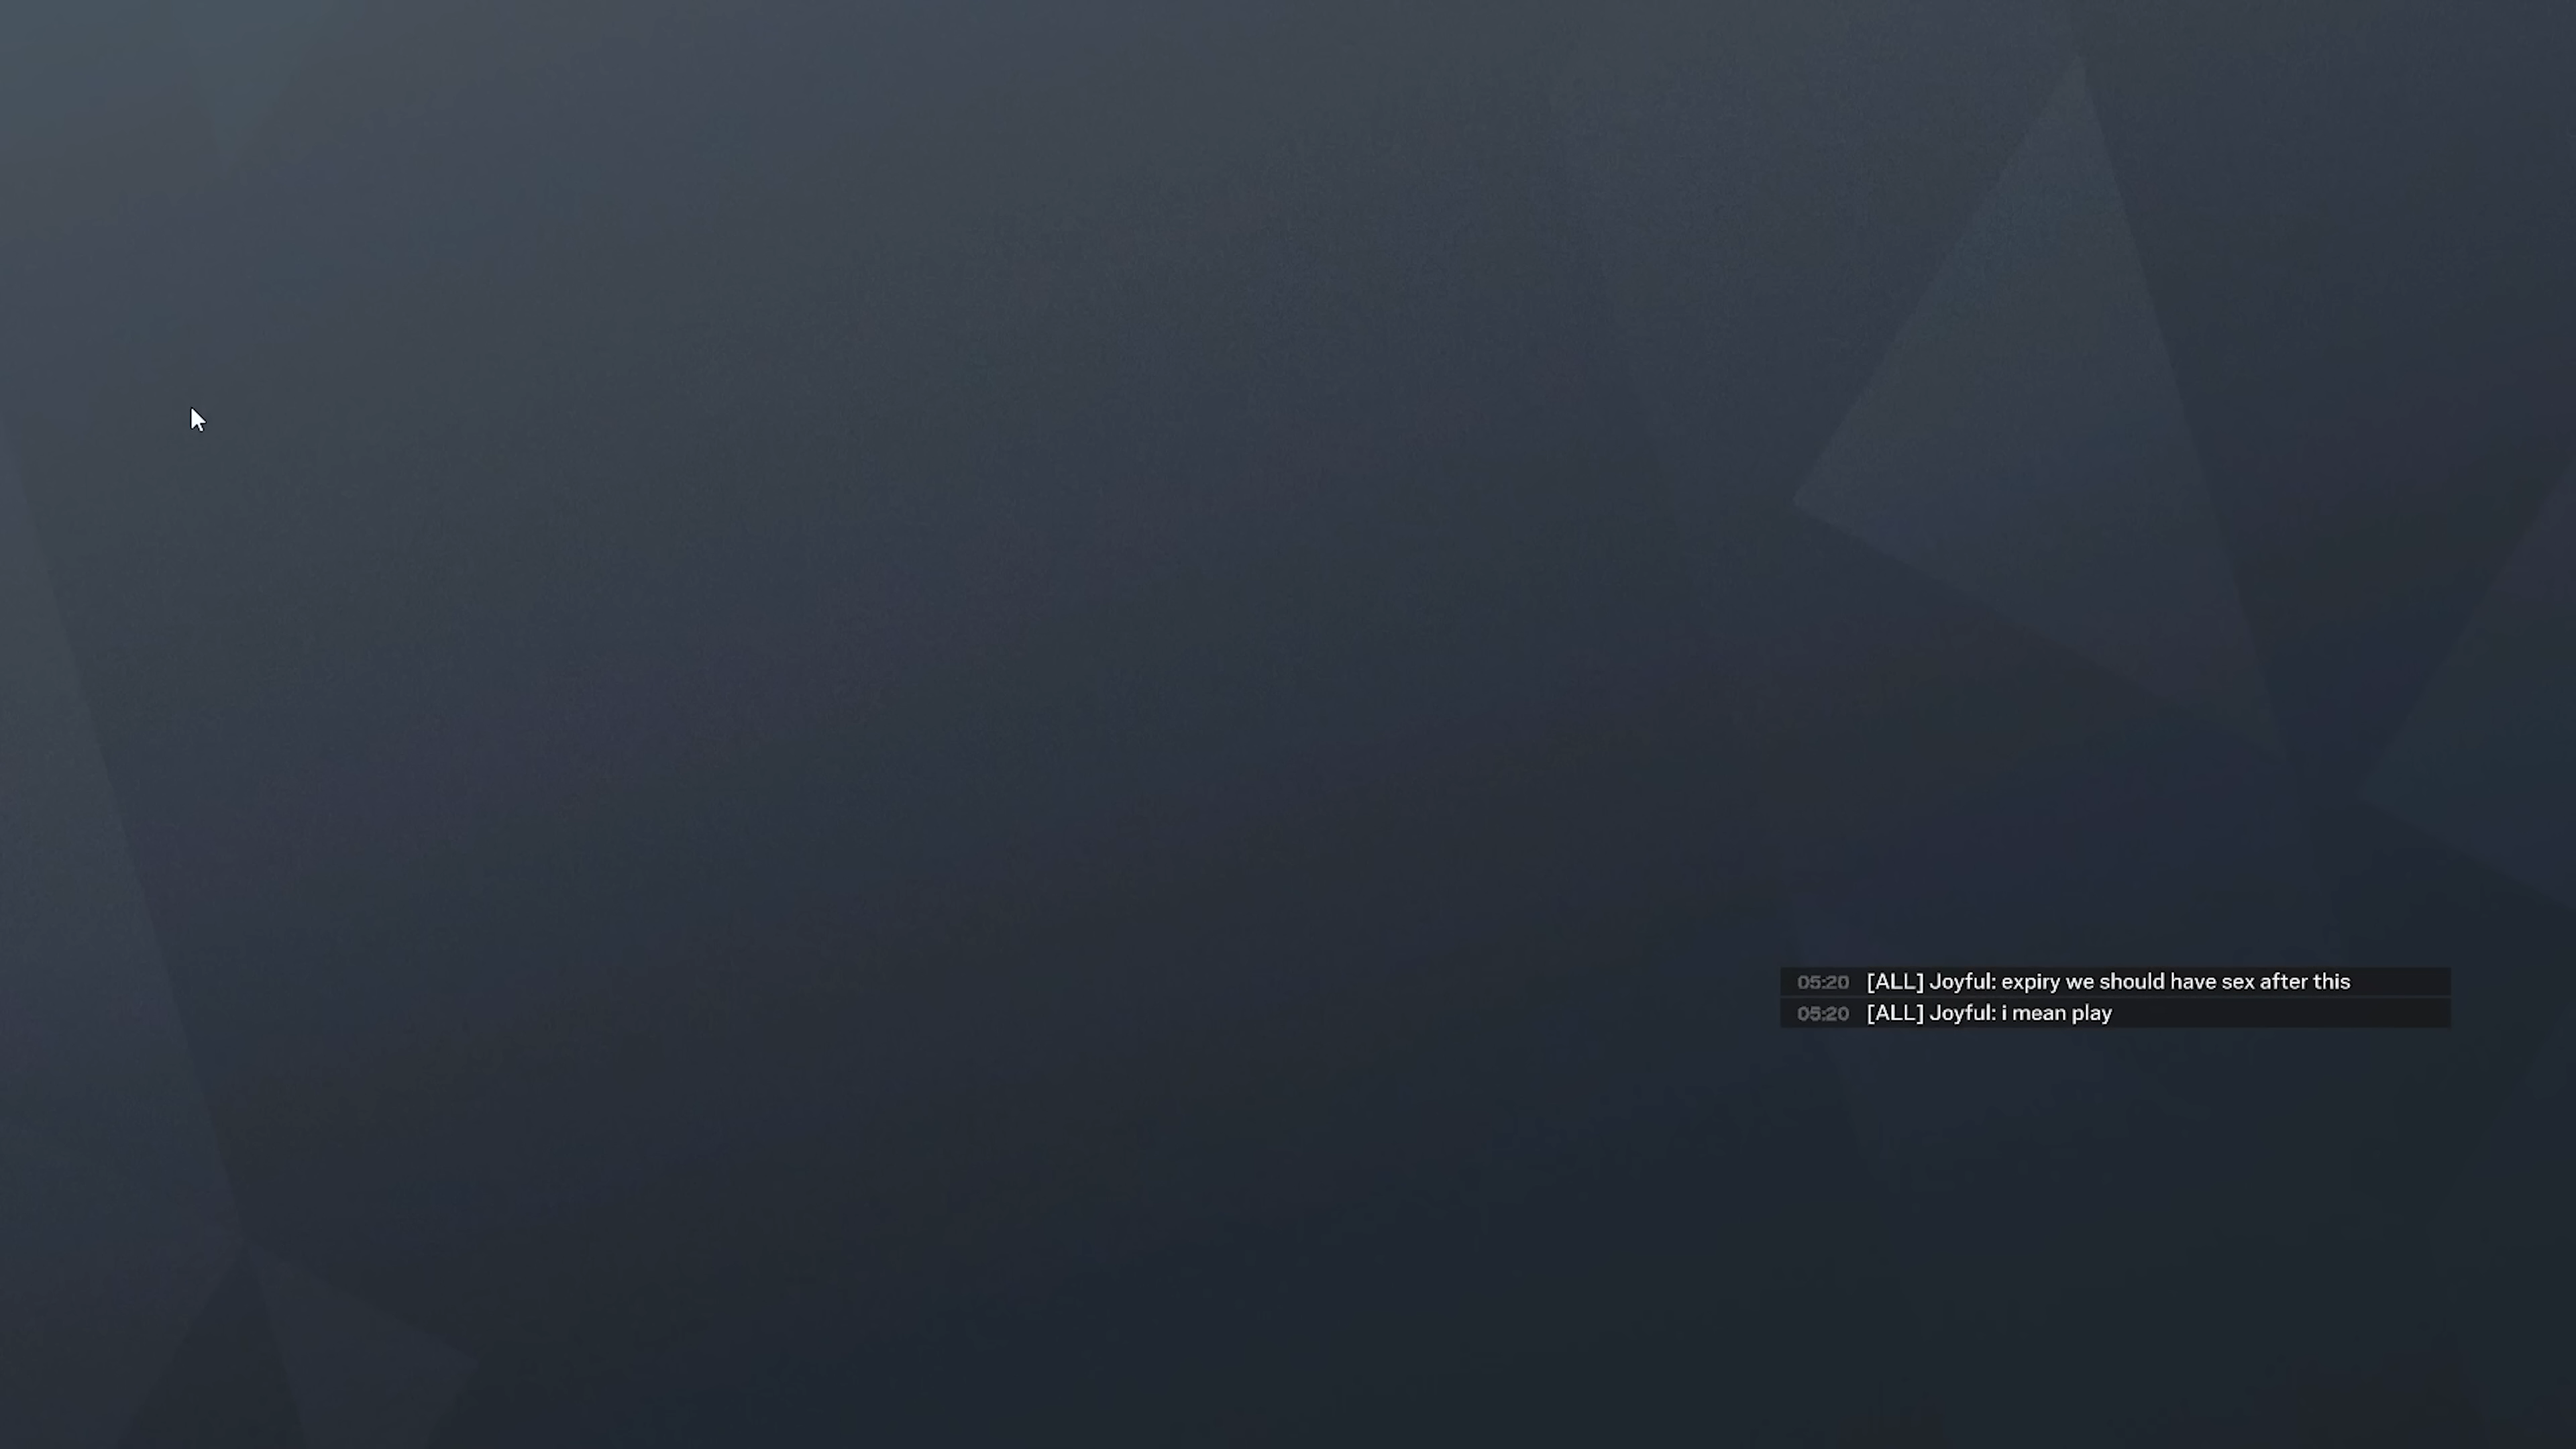 05:20 [ALL] Joyful: expiry we should have sex after this
05:20 [ALL] Joyful: i mean play